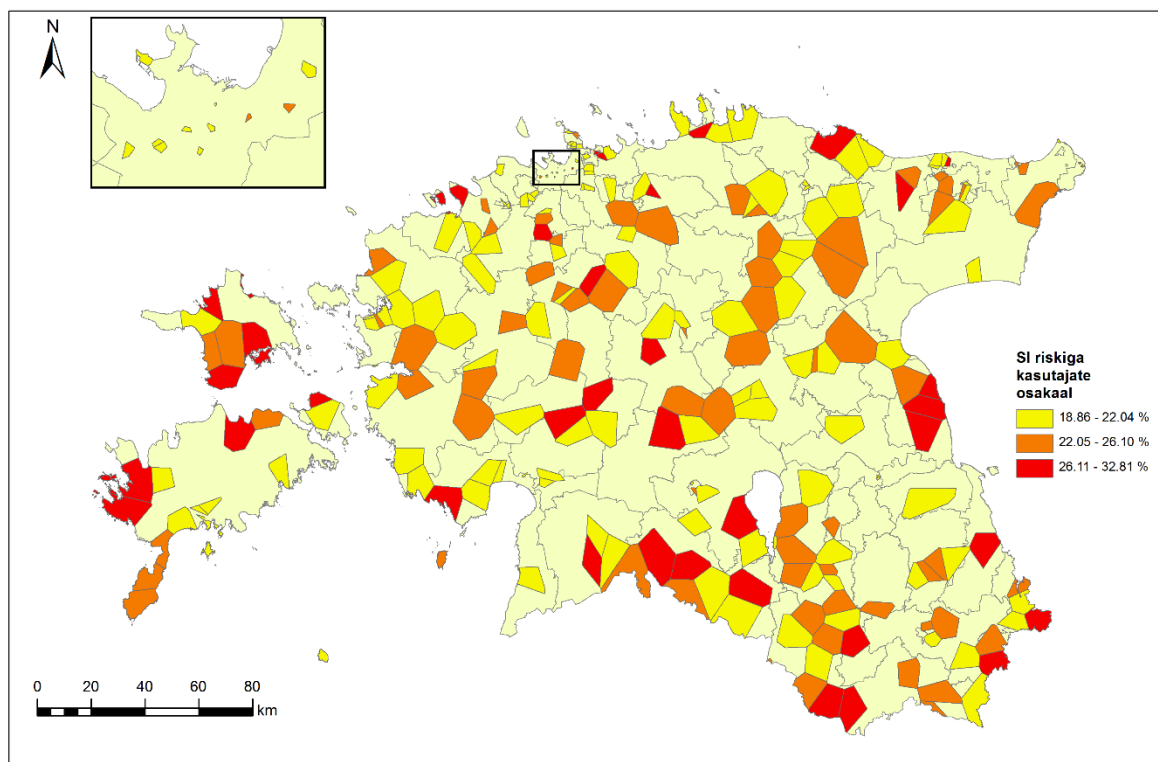 N
SI riskiga
kasutajate
osakaal
18.86 - 22.04 %
22.05 - 26.10 %
26.11 - 32.81 %
0 20 40 60 80
km